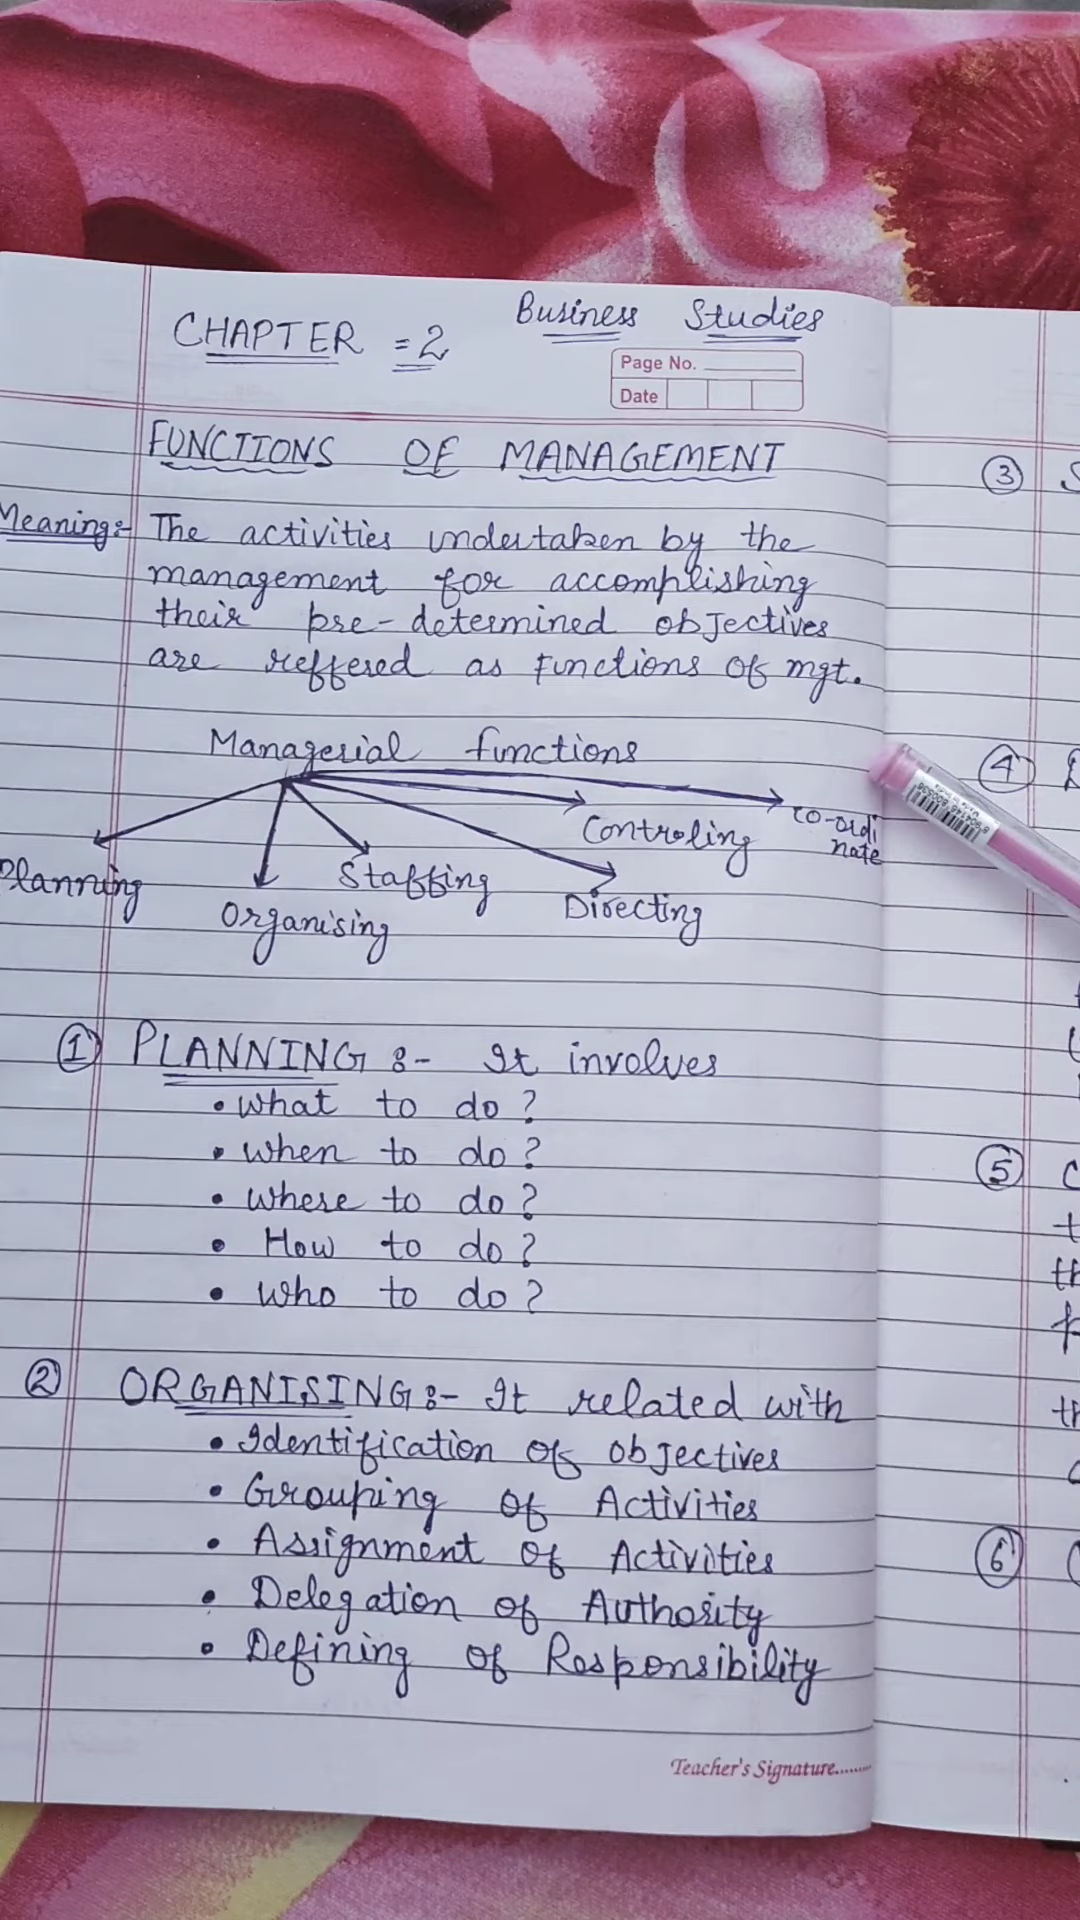 CHAPTER = 2
Business Studies
Page No.
Date
FUNCTIONS OF MANAGEMENT
Meaning:- The activities undertaken by the
management for accomplishing
their pre-determined objectives
are reffered as functions of mgt.
Managerial functions
Planning
Organising
Staffing
Controling
Directing
co-ordi
nate
① PLANNING :- It involves
• What to do?
• When to do?
• Where to do?
• How to do?
• Who to do?
② ORGANISING :- It related with
• Identification of objectives
• Grouping of Activities
• Assignment of Activities
• Delegation of Authority
• Defining of Responsibility
Teacher's Signature........
③
④
⑤
⑥